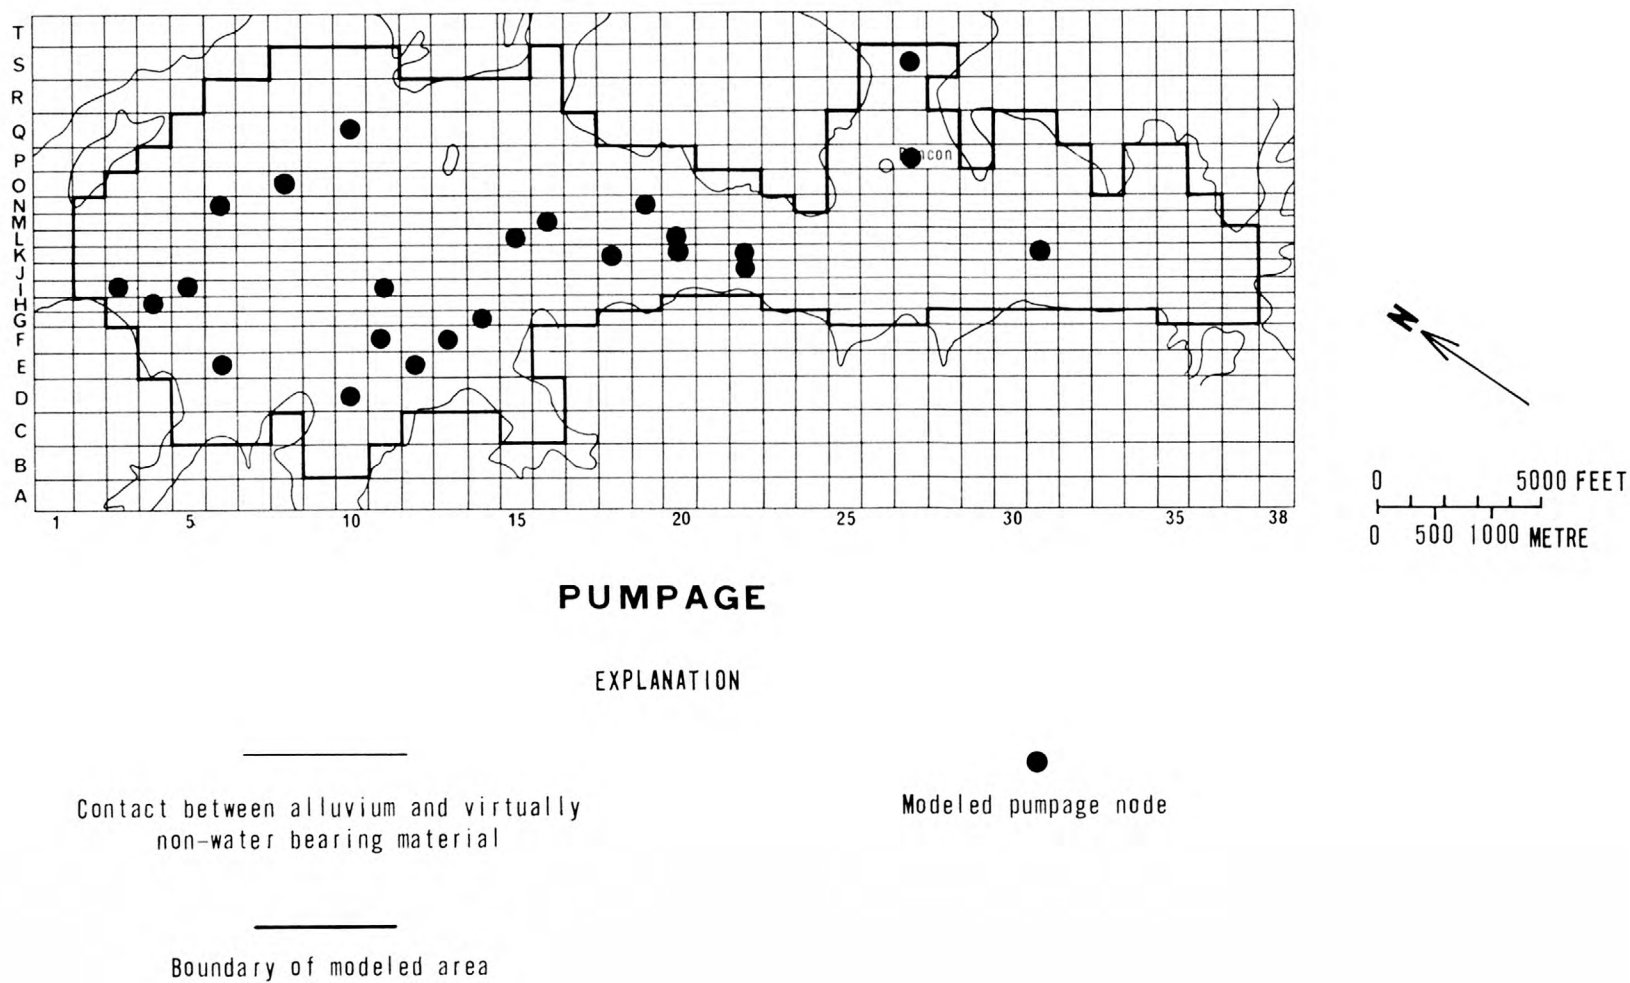 T
S
R
Q
P
O
N
M
L
K
J
I
H
G
F
E
D
C
B
A
1 5 10 15 20 25 30 35 38
N
0 5000 FEET
0 500 1000 METRE
PUMPAGE
EXPLANATION
Contact between alluvium and virtually
non-water bearing material
Modeled pumpage node
Boundary of modeled area